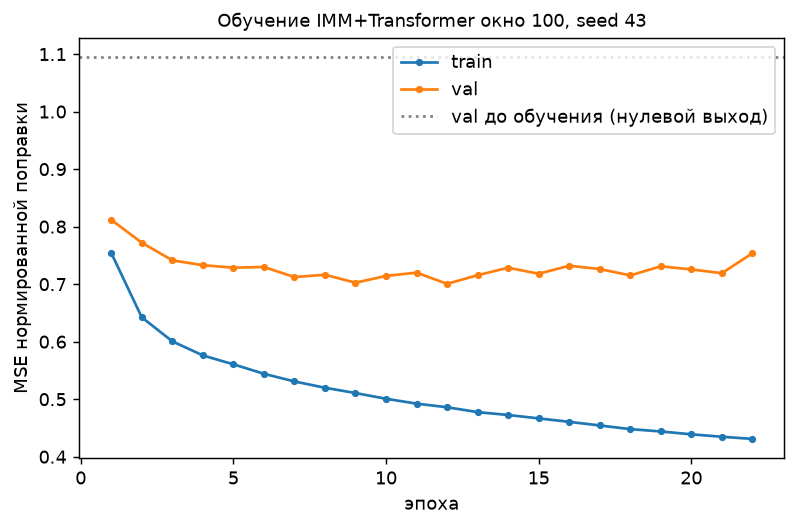 Обучение IMM+Transformer окно 100, seed 43
MSE нормированной поправки
1.1
1.0
0.9
0.8
0.7
0.6
0.5
0.4
train
val
val до обучения (нулевой выход)
0
5
10
15
20
эпоха